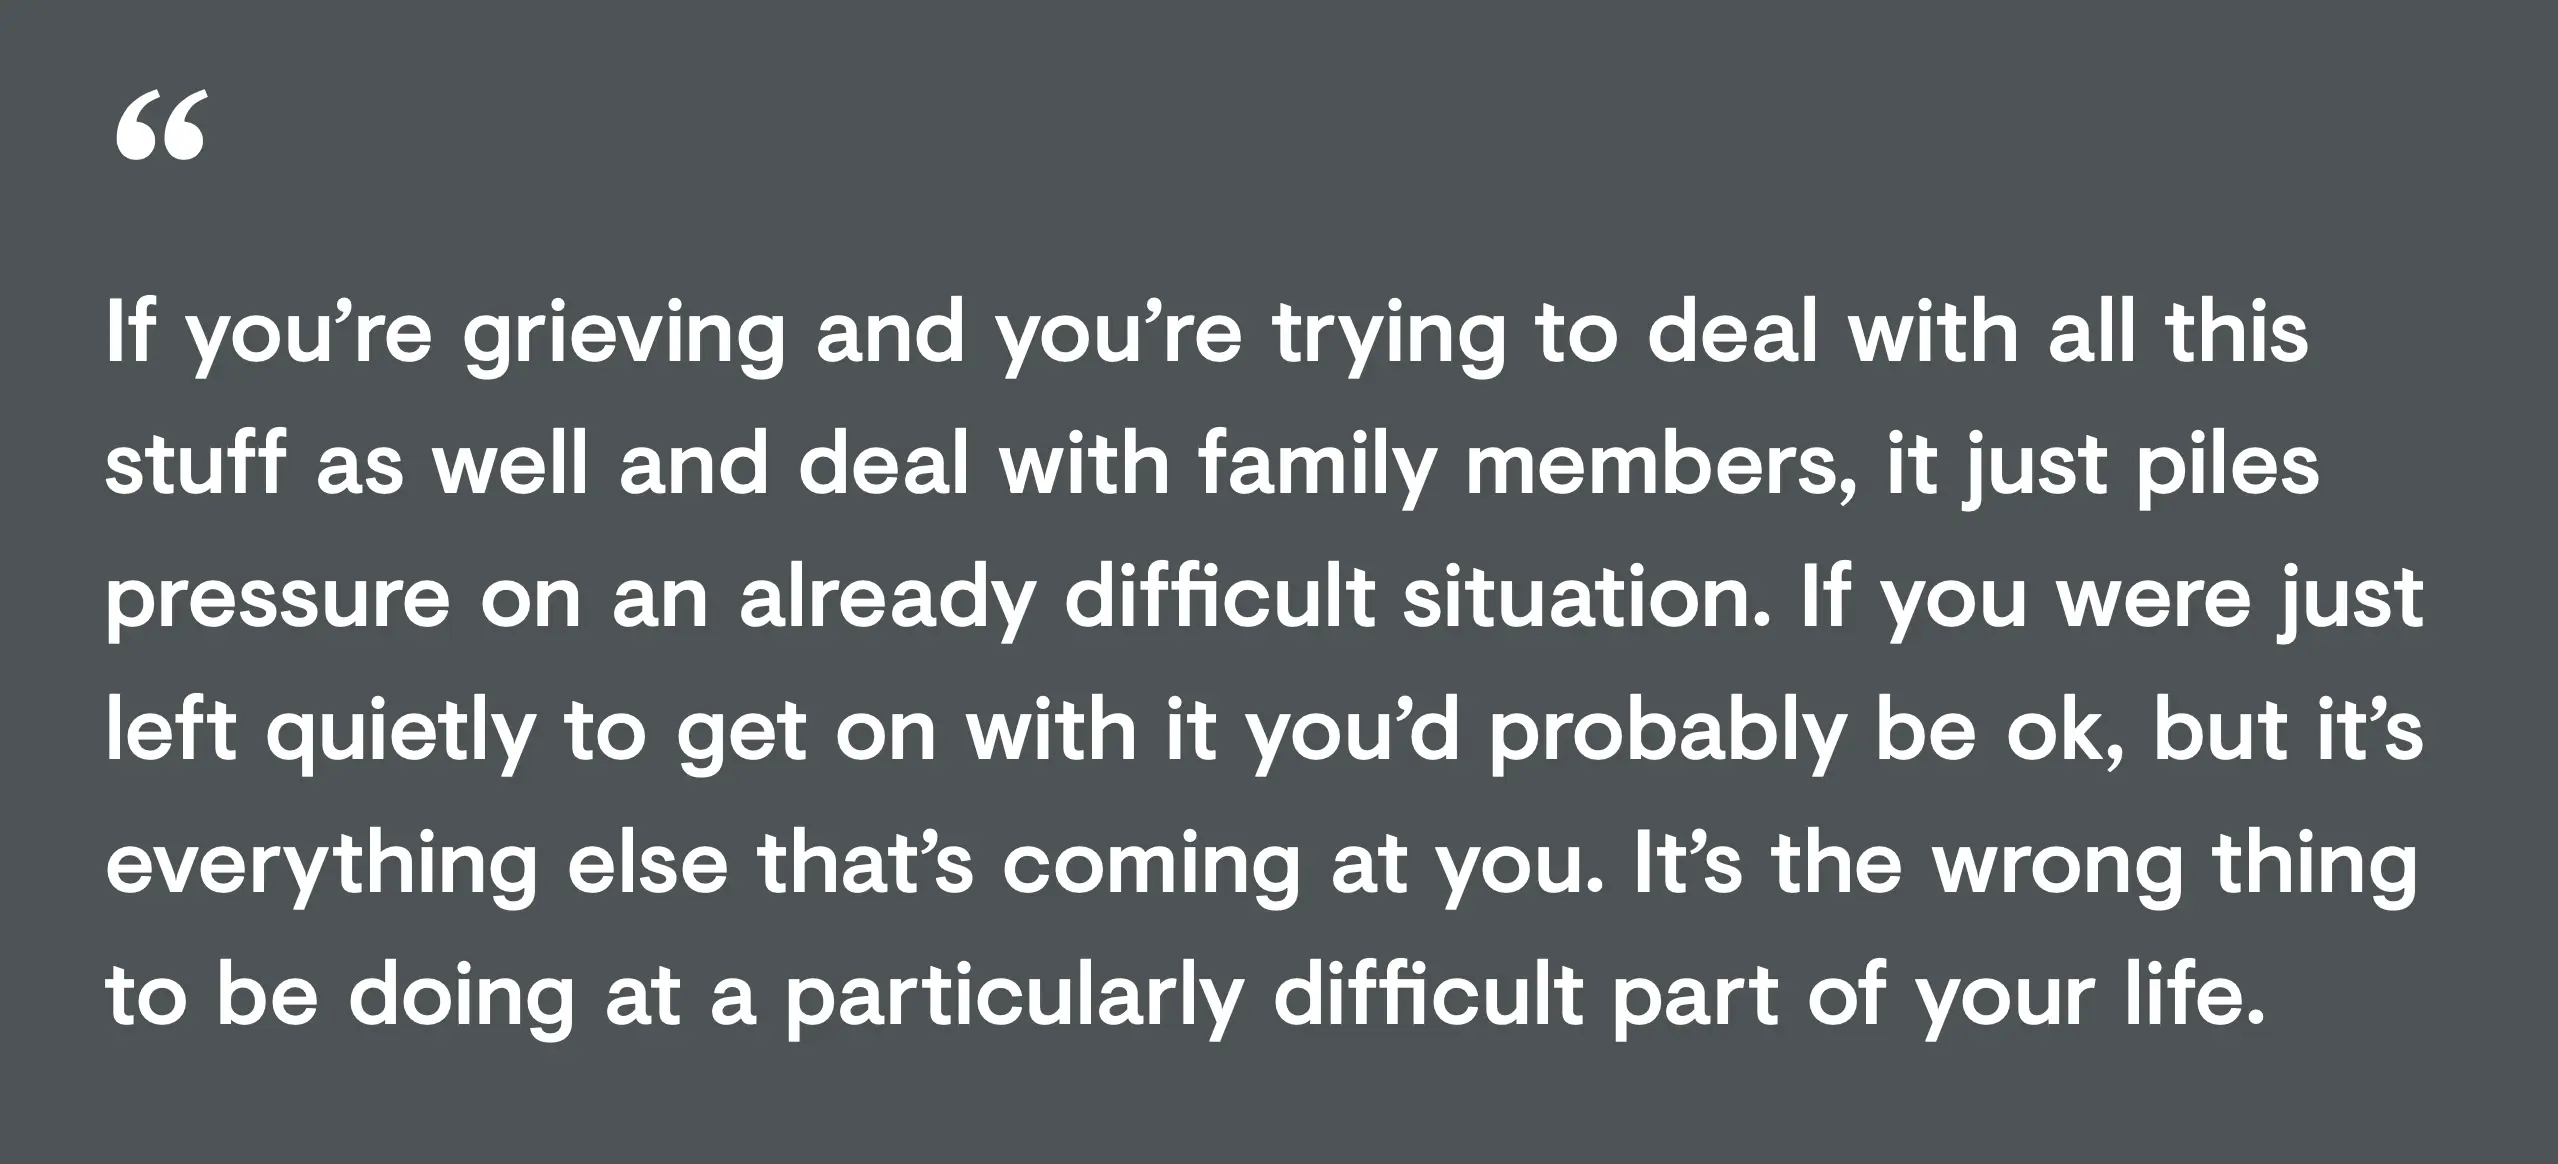 “
If you’re grieving and you’re trying to deal with all this
stuff as well and deal with family members, it just piles
pressure on an already difficult situation. If you were just
left quietly to get on with it you’d probably be ok, but it’s
everything else that’s coming at you. It’s the wrong thing
to be doing at a particularly difficult part of your life.